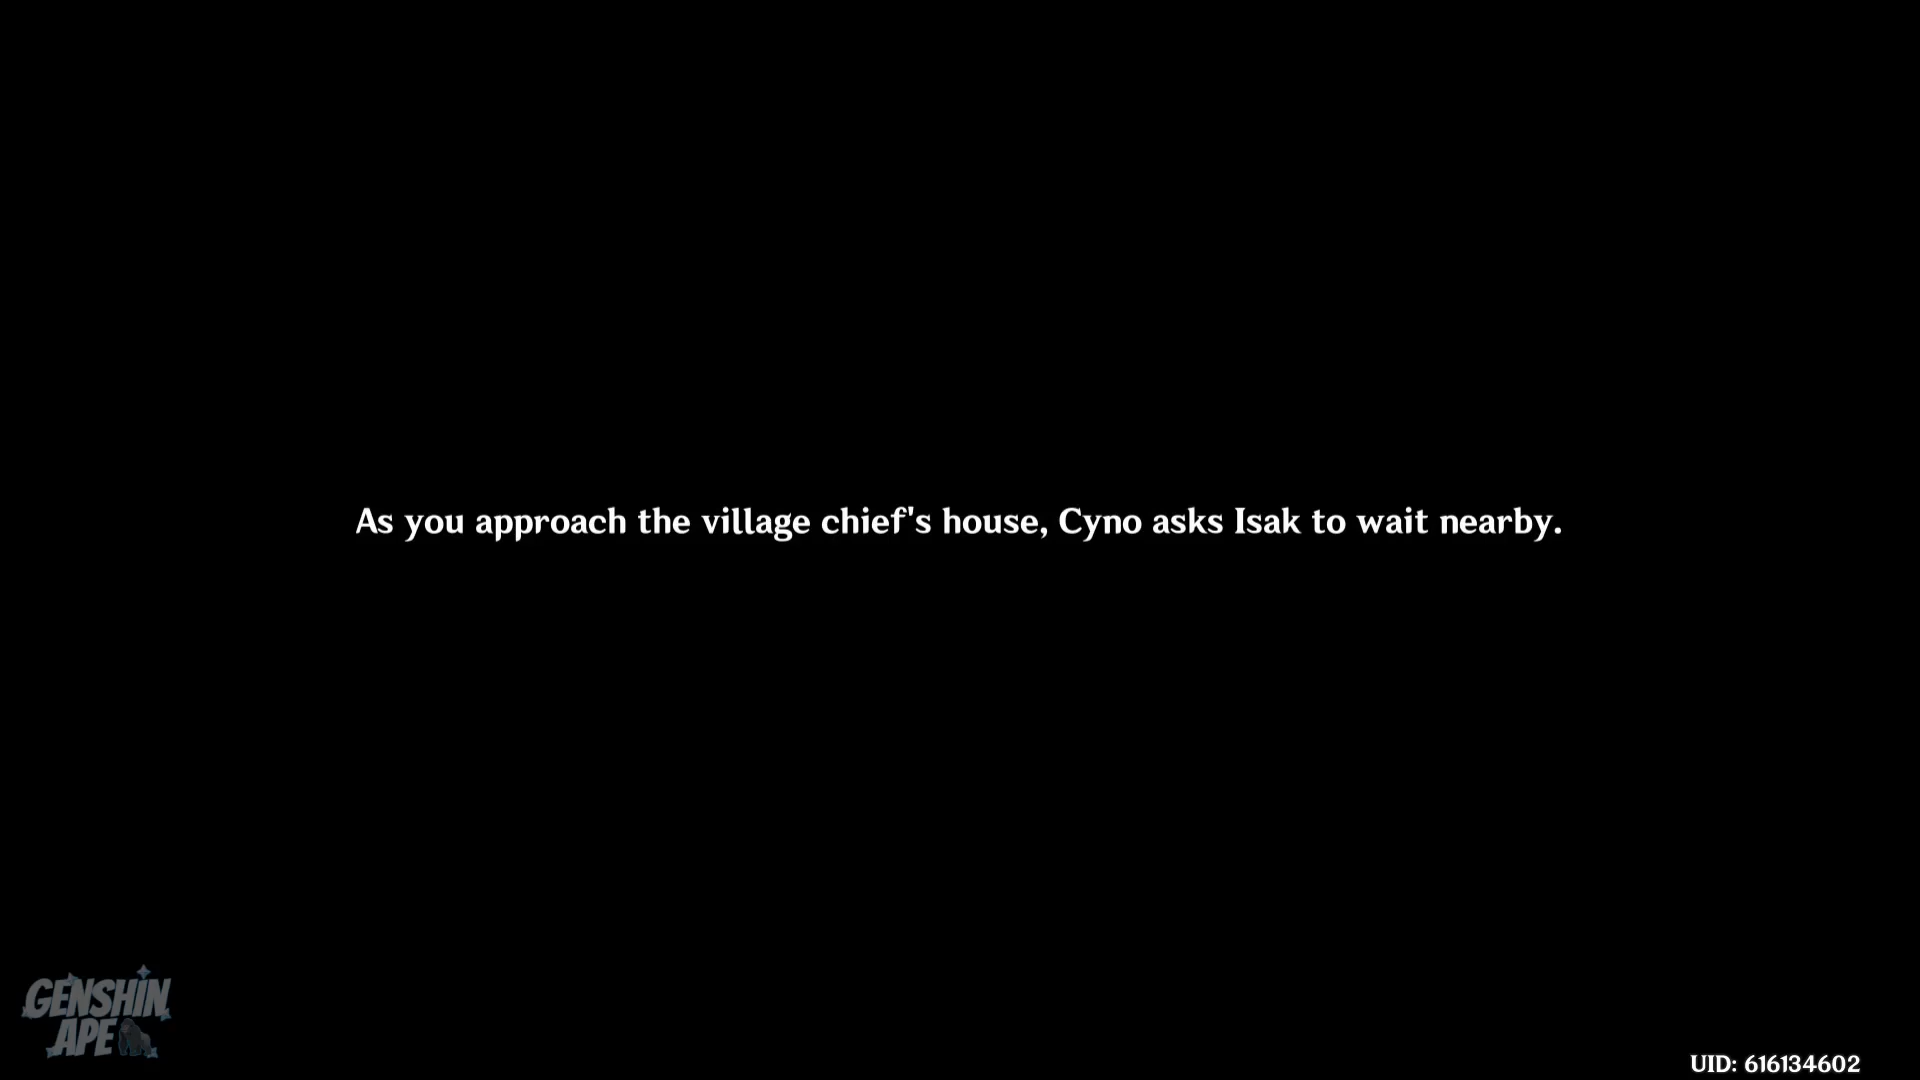 As you approach the village chief's house, Cyno asks Isak to wait nearby.
GENSHIN
APE
UID: 616134602